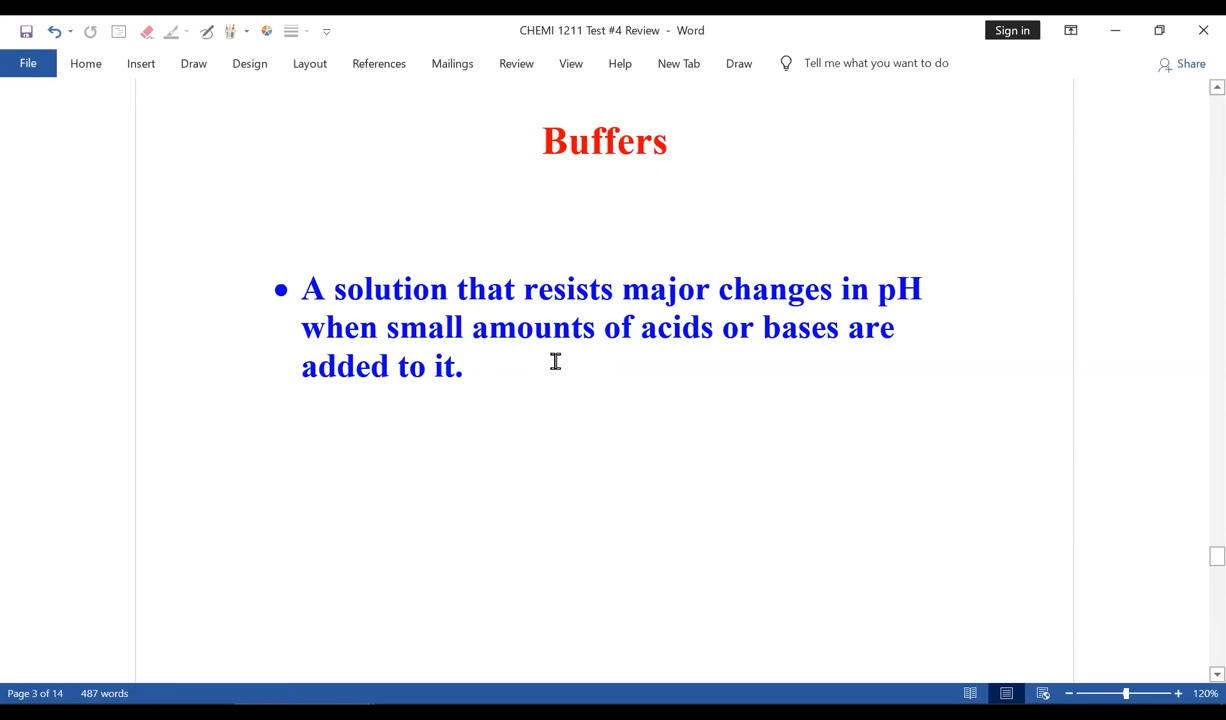 CHEMI 1211 Test #4 Review - Word
Sign in
File Home Insert Draw Design Layout References Mailings Review View Help New Tab Draw Tell me what you want to do Share
Buffers
• A solution that resists major changes in pH
when small amounts of acids or bases are
added to it.
Page 3 of 14 487 words 120%